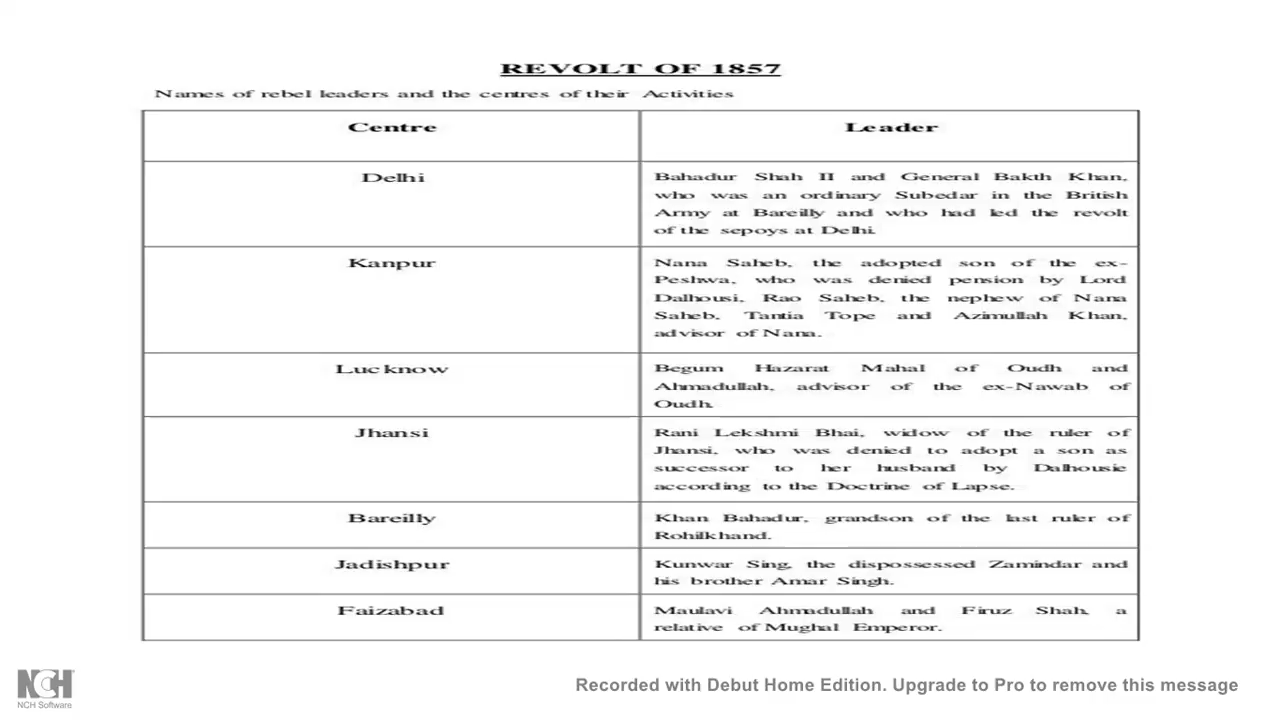 REVOLT OF 1857
Names of rebel leaders and the centres of their Activities
Centre
Leader
Delhi
Bahadur Shah II and General Bakth Khan,
who was an ordinary Subedar in the British
Army at Bareilly and who had led the revolt
of the sepoys at Delhi.
Kanpur
Nana Saheb, the adopted son of the ex-
Peshwa, who was denied pension by Lord
Dalhousi, Rao Saheb, the nephew of Nana
Saheb, Tantia Tope and Azimullah Khan,
advisor of Nana.
Lucknow
Begum Hazarat Mahal of Oudh and
Ahmadullah, advisor of the ex-Nawab of
Oudh.
Jhansi
Rani Lekshmi Bhai, widow of the ruler of
Jhansi, who was denied to adopt a son as
successor to her husband by Dalhousie
according to the Doctrine of Lapse.
Bareilly
Khan Bahadur, grandson of the last ruler of
Rohilkhand.
Jadishpur
Kunwar Sing, the dispossessed Zamindar and
his brother Amar Singh.
Faizabad
Maulavi Ahmadullah and Firuz Shah, a
relative of Mughal Emperor.
NCH
NCH Software
Recorded with Debut Home Edition. Upgrade to Pro to remove this message